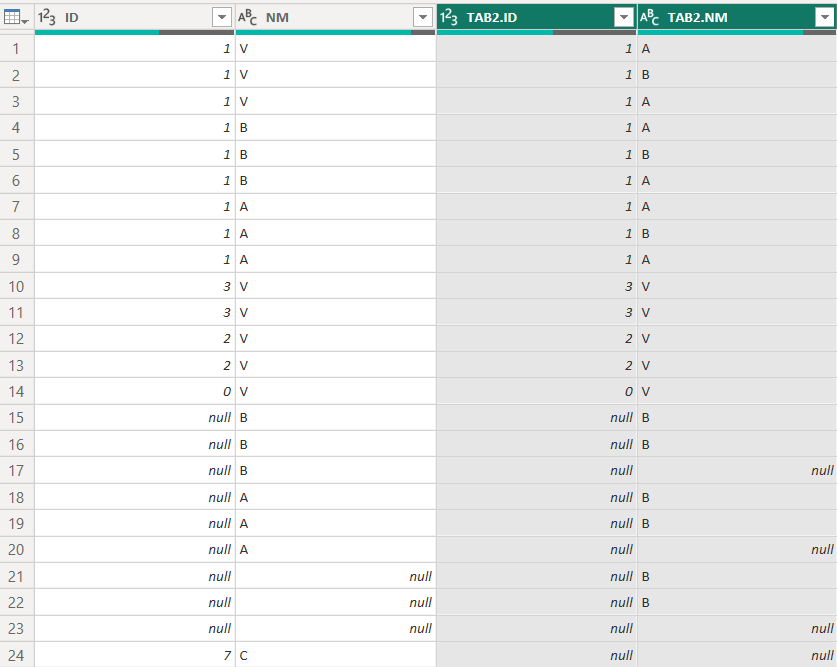 1²3 ID ABC NM 1²3 TAB2.ID ABC TAB2.NM
1 1 V 1 A
2 1 V 1 B
3 1 V 1 A
4 1 B 1 A
5 1 B 1 B
6 1 B 1 A
7 1 A 1 A
8 1 A 1 B
9 1 A 1 A
10 3 V 3 V
11 3 V 3 V
12 2 V 2 V
13 2 V 2 V
14 0 V 0 V
15 null B null B
16 null B null B
17 null B null null
18 null A null B
19 null A null B
20 null A null null
21 null null null B
22 null null null B
23 null null null null
24 7 C null null